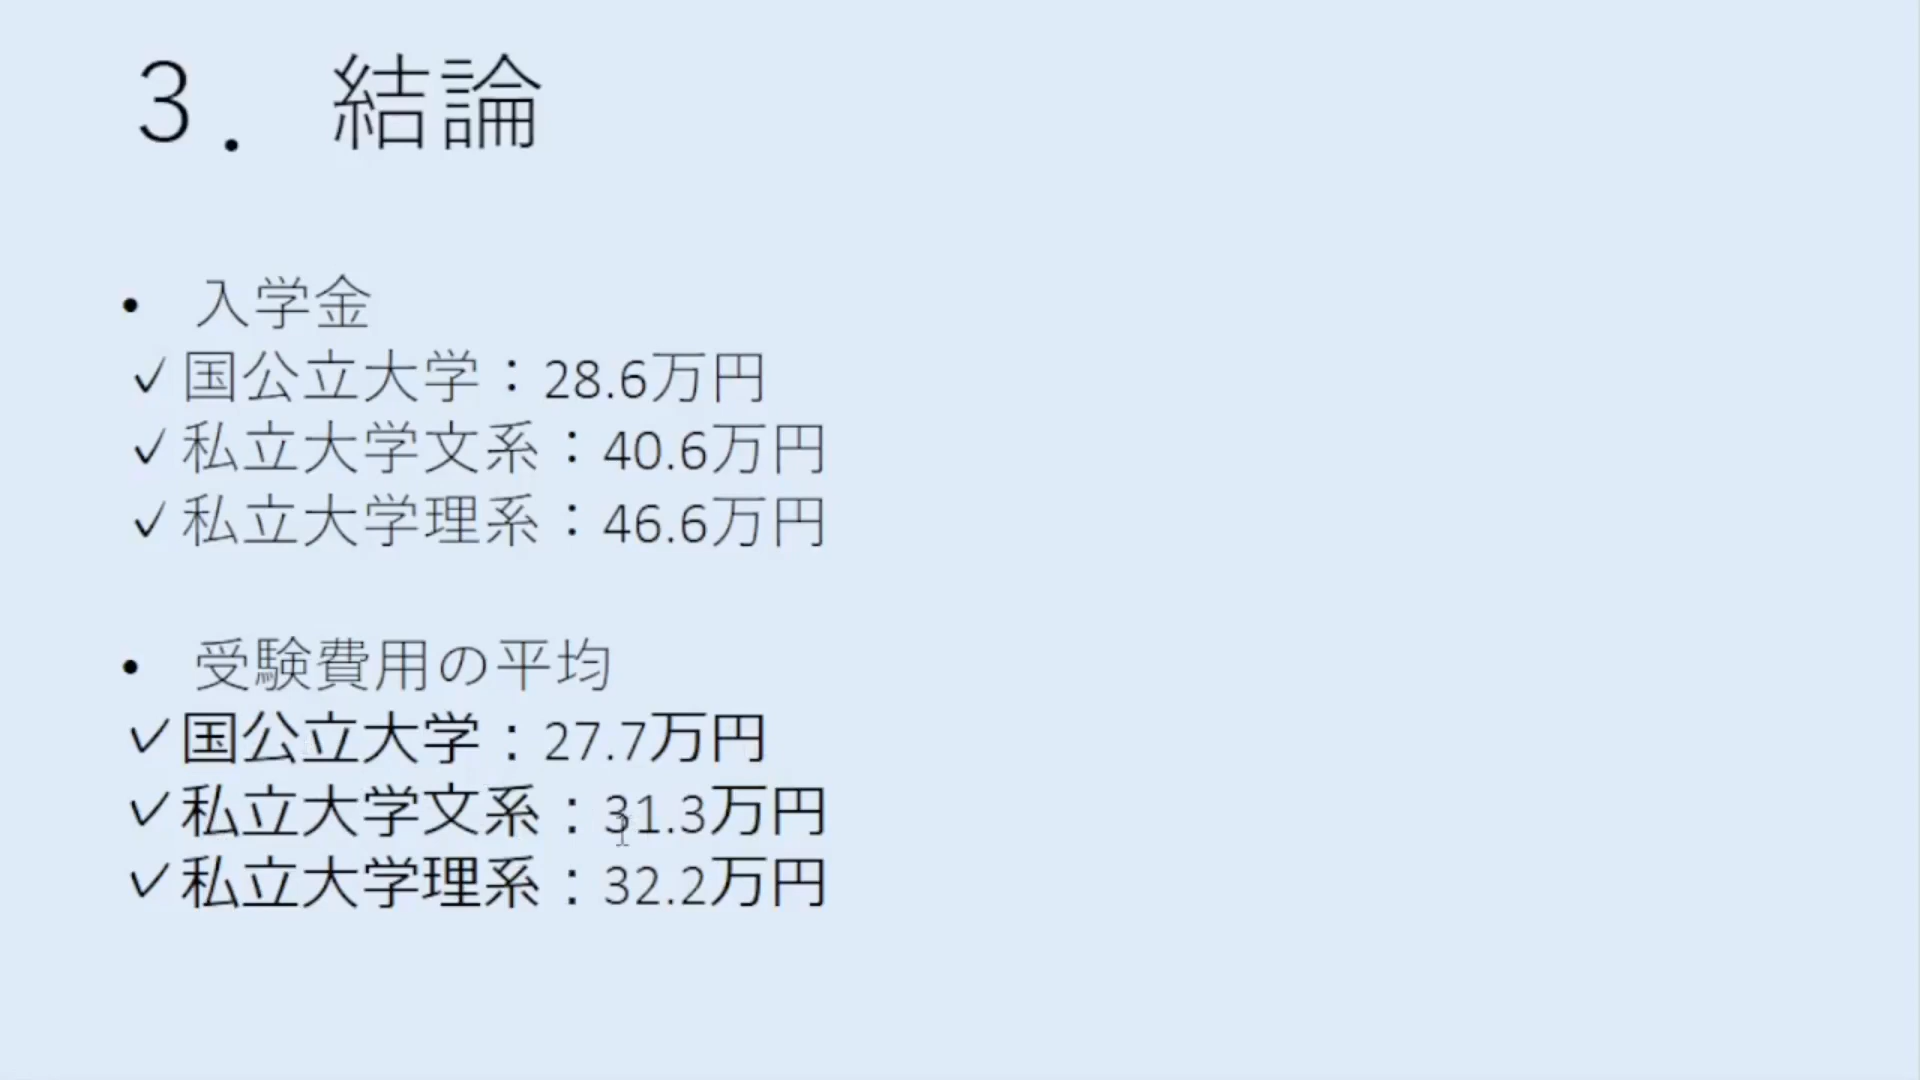 ３． 結論
• 入学金
✓国公立大学：28.6万円
✓私立大学文系：40.6万円
✓私立大学理系：46.6万円
• 受験費用の平均
✓国公立大学：27.7万円
✓私立大学文系：31.3万円
✓私立大学理系：32.2万円